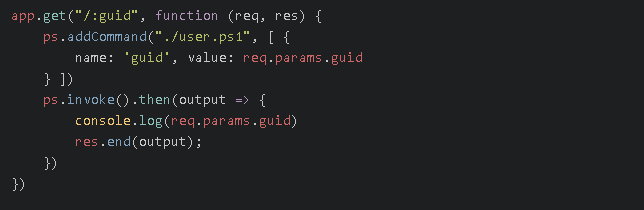 app.get("/:guid", function (req, res) {
    ps.addCommand("./user.ps1", [ {
        name: 'guid', value: req.params.guid
    } ])
    ps.invoke().then(output => {
        console.log(req.params.guid)
        res.end(output);
    })
})